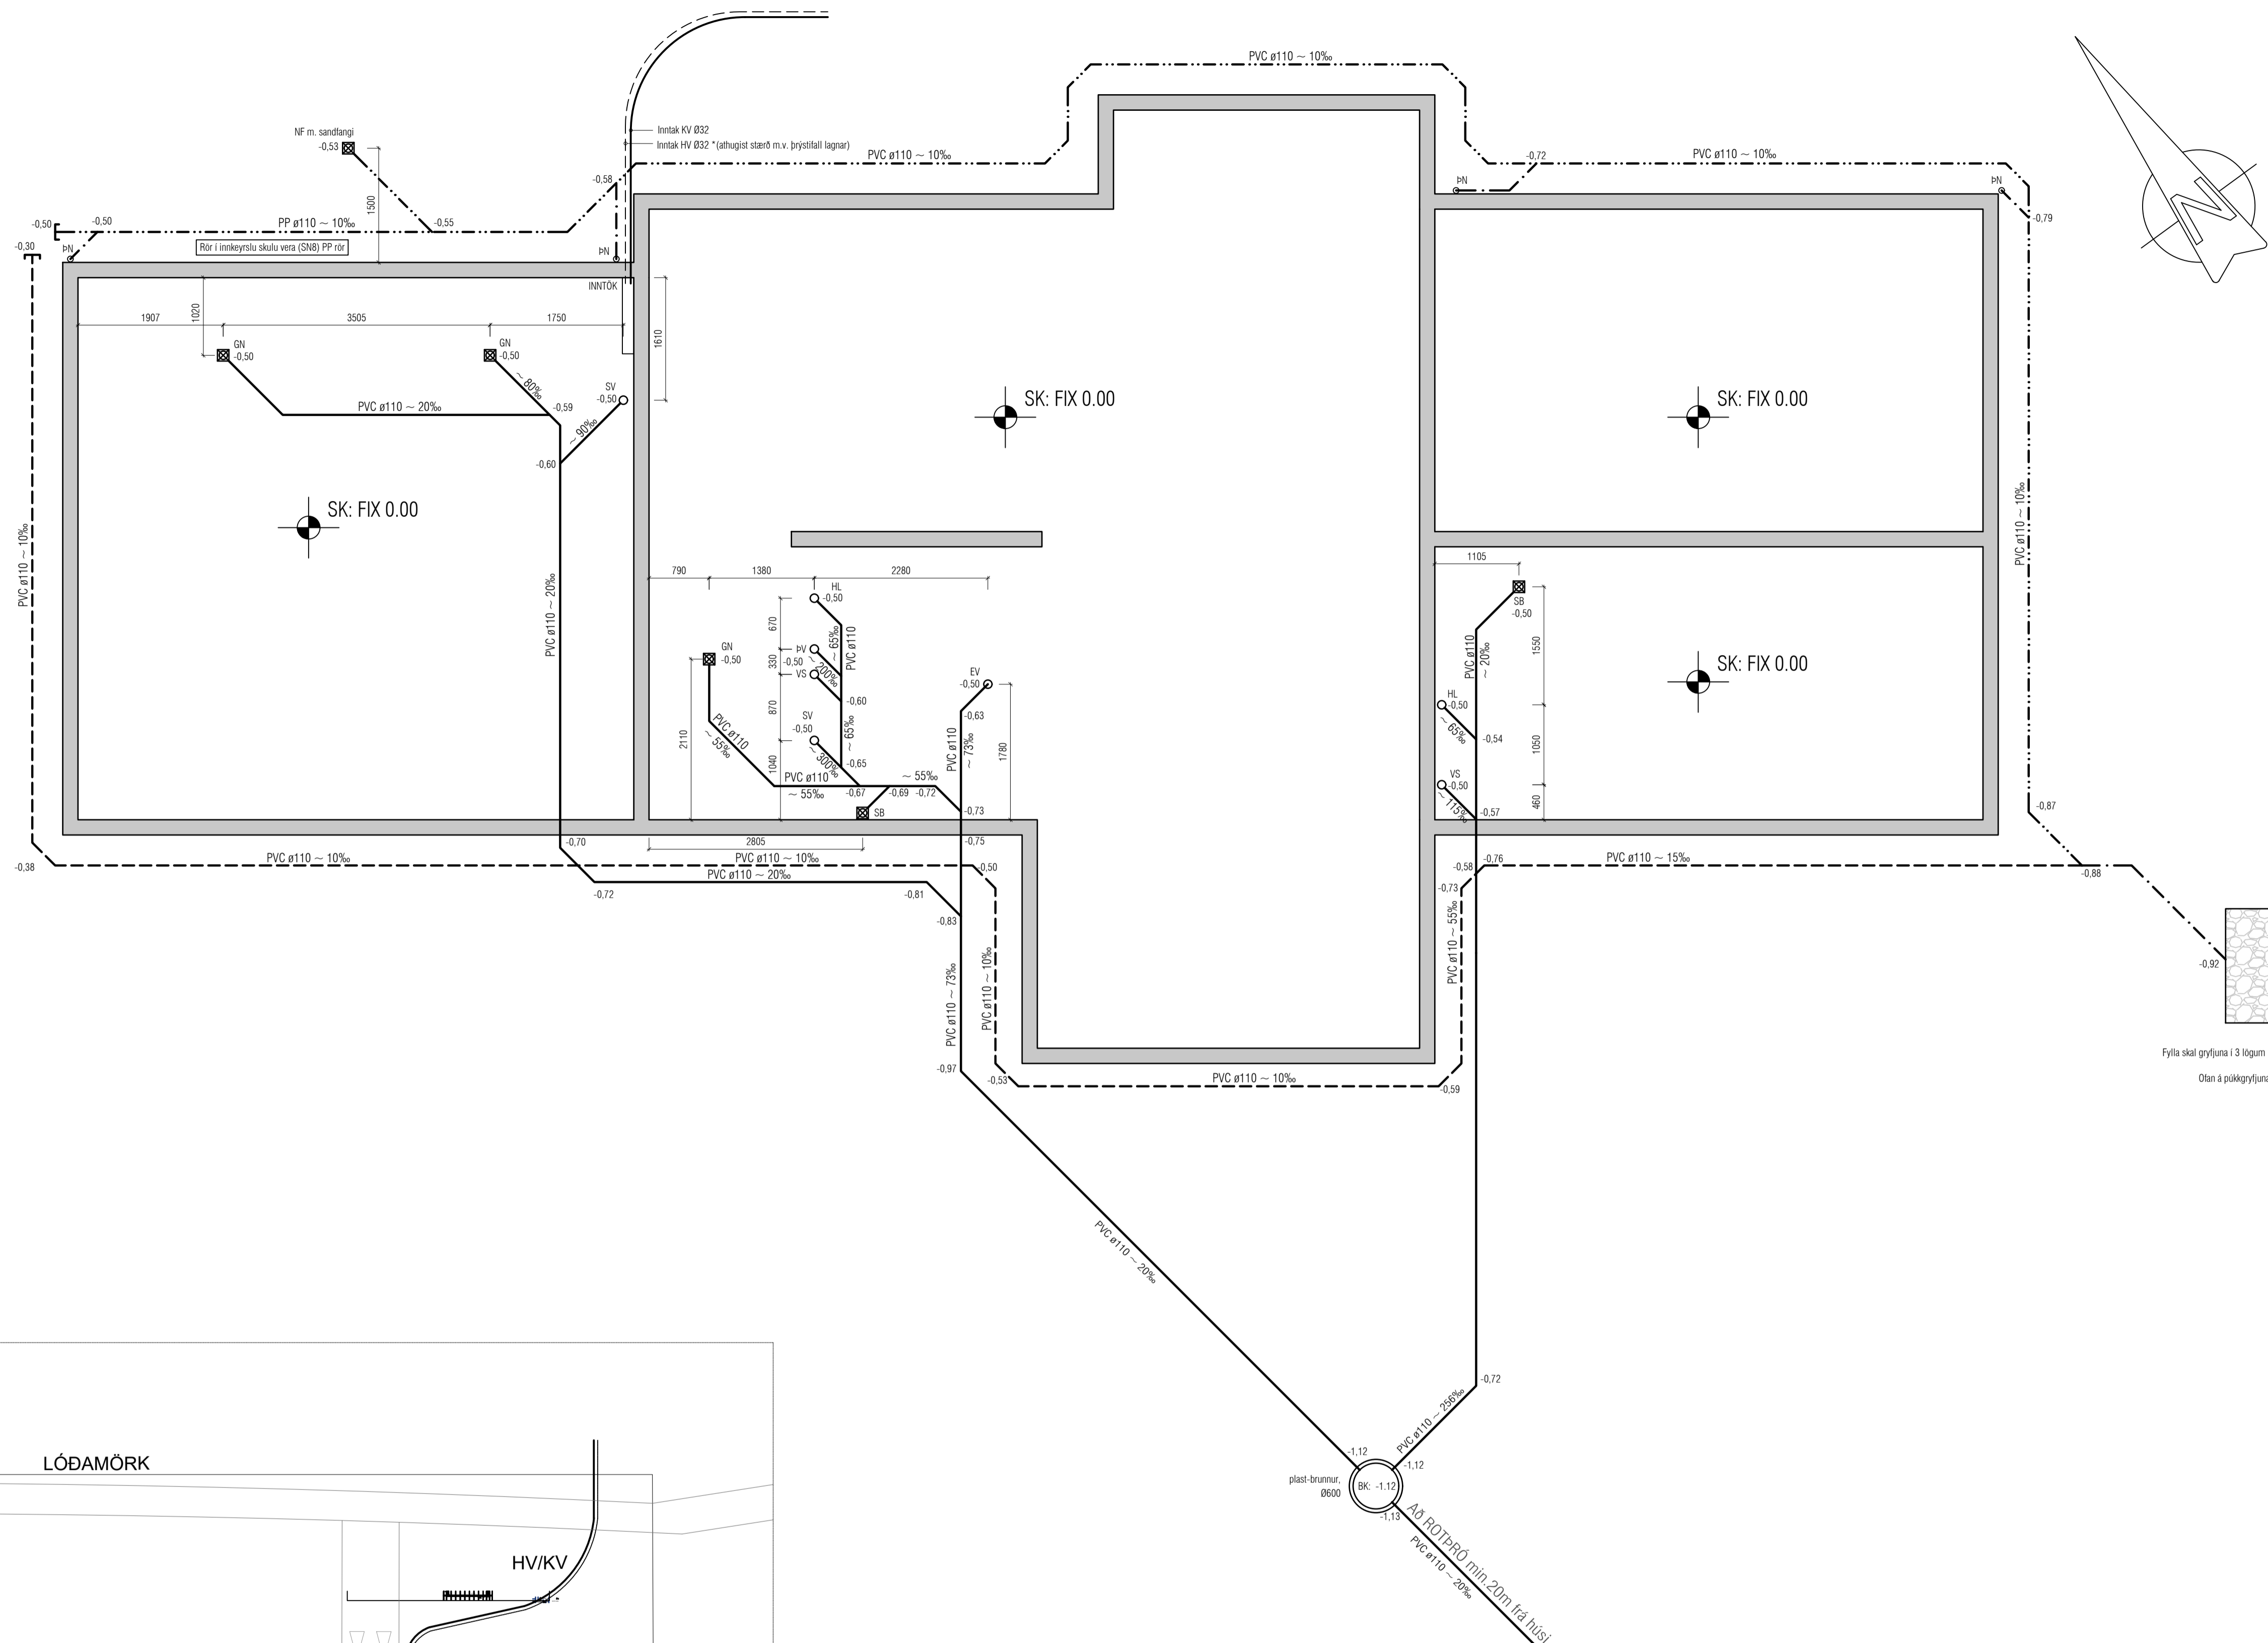 PVC ø110 ~ 10‰
NF m. sandfangi
-0,53
Inntak KV Ø32
Inntak HV Ø32 *(athugist stærð m.v. þrýstifall lagnar)
PVC ø110 ~ 10‰
-0,72
PVC ø110 ~ 10‰
-0,58
ÞN
ÞN
1500
-0,50
-0,50
PP ø110 ~ 10‰
-0,55
-0,79
N
-0,30
ÞN
Rör í innkeyrslu skulu vera (SN8) PP rör
ÞN
INNTÖK
1020
1907
3505
1750
1610
GN
-0,50
GN
-0,50
~ 80‰
SV
-0,50
PVC ø110 ~ 20‰
-0,59
~ 90‰
-0,60
SK: FIX 0.00
SK: FIX 0.00
SK: FIX 0.00
PVC ø110 ~ 10‰
PVC ø110 ~ 20‰
PVC ø110 ~ 10‰
790
1380
2280
1105
HL
-0,50
SB
-0,50
670
~ 65‰
PVC ø110
1550
PVC ø110
~ 20‰
GN
-0,50
ÞV
-0,50
330
~ 200‰
VS
EV
-0,50
SK: FIX 0.00
-0,60
870
HL
-0,50
~ 65‰
-0,63
SV
-0,50
~ 65‰
PVC ø110
~ 73‰
1780
2110
PVC ø110
~ 55‰
-0,54
1050
1040
~ 300‰
-0,65
VS
-0,50
PVC ø110
~ 55‰
~ 55‰
-0,67
-0,69
-0,72
~ 115‰
460
-0,73
SB
-0,57
-0,87
-0,70
2805
-0,75
-0,38
PVC ø110 ~ 10‰
PVC ø110 ~ 10‰
-0,50
-0,58
-0,76
PVC ø110 ~ 15‰
-0,88
PVC ø110 ~ 20‰
-0,72
-0,81
-0,73
-0,83
PVC ø110 ~ 73‰
PVC ø110 ~ 10‰
PVC ø110 ~ 55‰
-0,92
Fylla skal gryfjuna í 3 lögum
Ofan á púkkgryfjuna
-0,97
-0,53
PVC ø110 ~ 10‰
-0,59
PVC ø110 ~ 20‰
-0,72
PVC ø110 ~ 256‰
-1,12
-1,12
plast-brunnur,
Ø600
BK: -1.12
-1,13
Að ROTÞRÓ min.20m frá húsi
PVC ø110 ~ 20‰
LÓÐAMÖRK
HV/KV